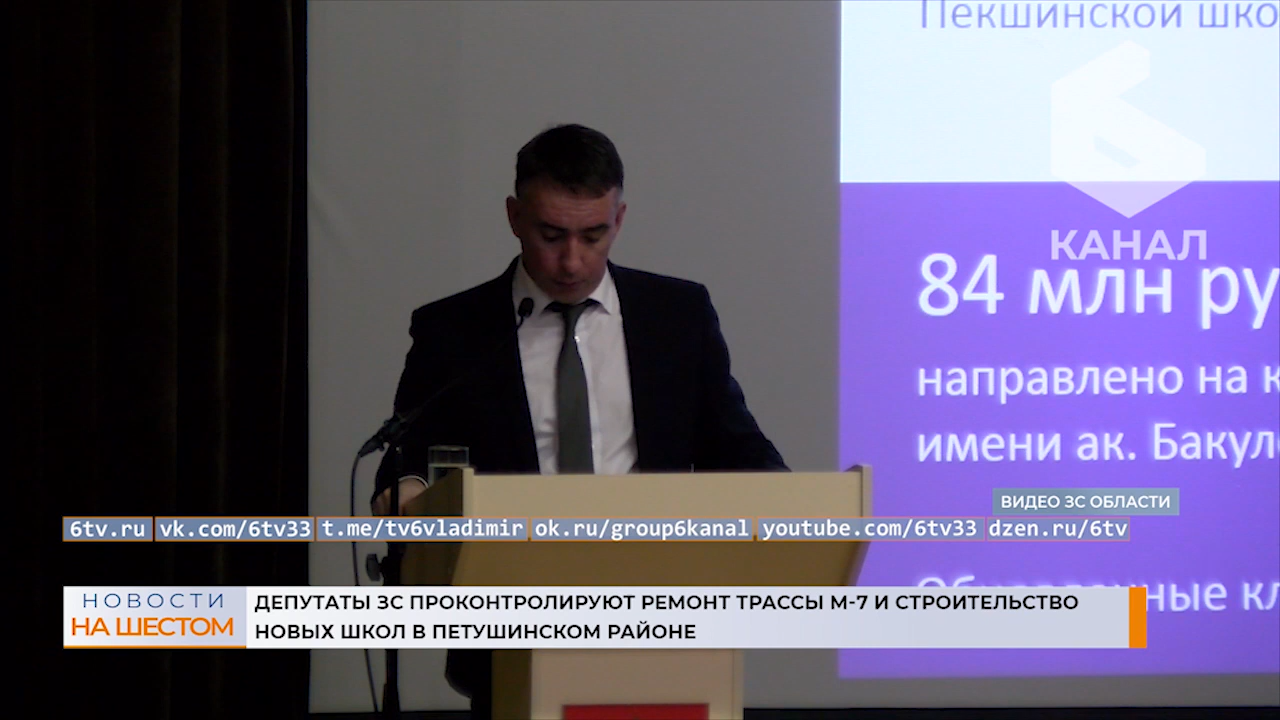 Пекшинской шко
КАНАЛ
84 млн ру
направлено на к
имени ак. Бакул
ВИДЕО ЗС ОБЛАСТИ
6tv.ru vk.com/6tv33 t.me/tv6vladimir ok.ru/group6kanal youtube.com/6tv33 dzen.ru/6tv
НОВОСТИ
НА ШЕСТОМ
ДЕПУТАТЫ ЗС ПРОКОНТРОЛИРУЮТ РЕМОНТ ТРАССЫ М-7 И СТРОИТЕЛЬСТВО
НОВЫХ ШКОЛ В ПЕТУШИНСКОМ РАЙОНЕ